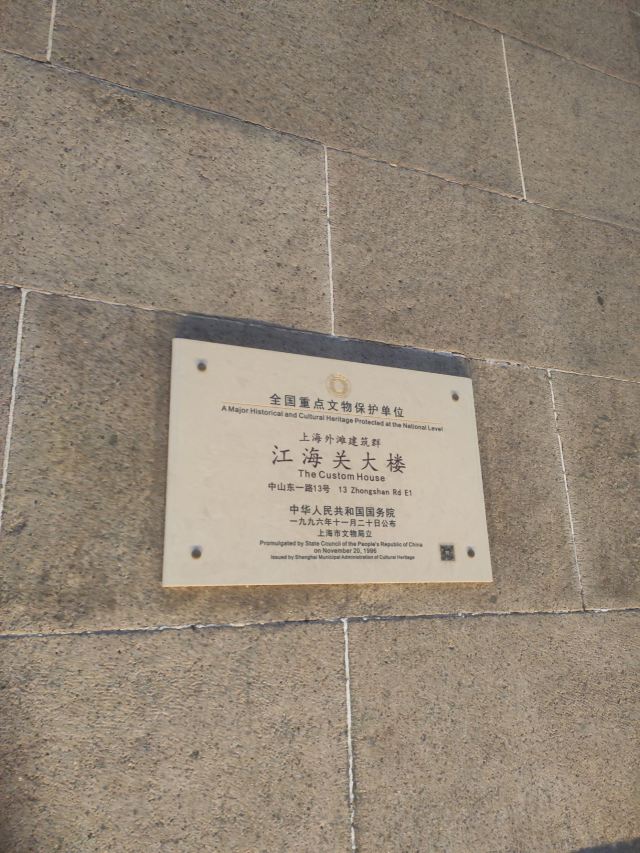 全国重点文物保护单位
A Major Historical and Cultural Heritage Protected at the National Level
上海外滩建筑群
江海关大楼
The Custom House
中山东一路13号 13 Zhongshan Rd E1
中华人民共和国国务院
一九九六年十一月二十日公布
上海市文物局立
Promulgated by State Council of the People's Republic of China
on November 20, 1996
Issued by Shanghai Municipal Administration of Cultural Heritage